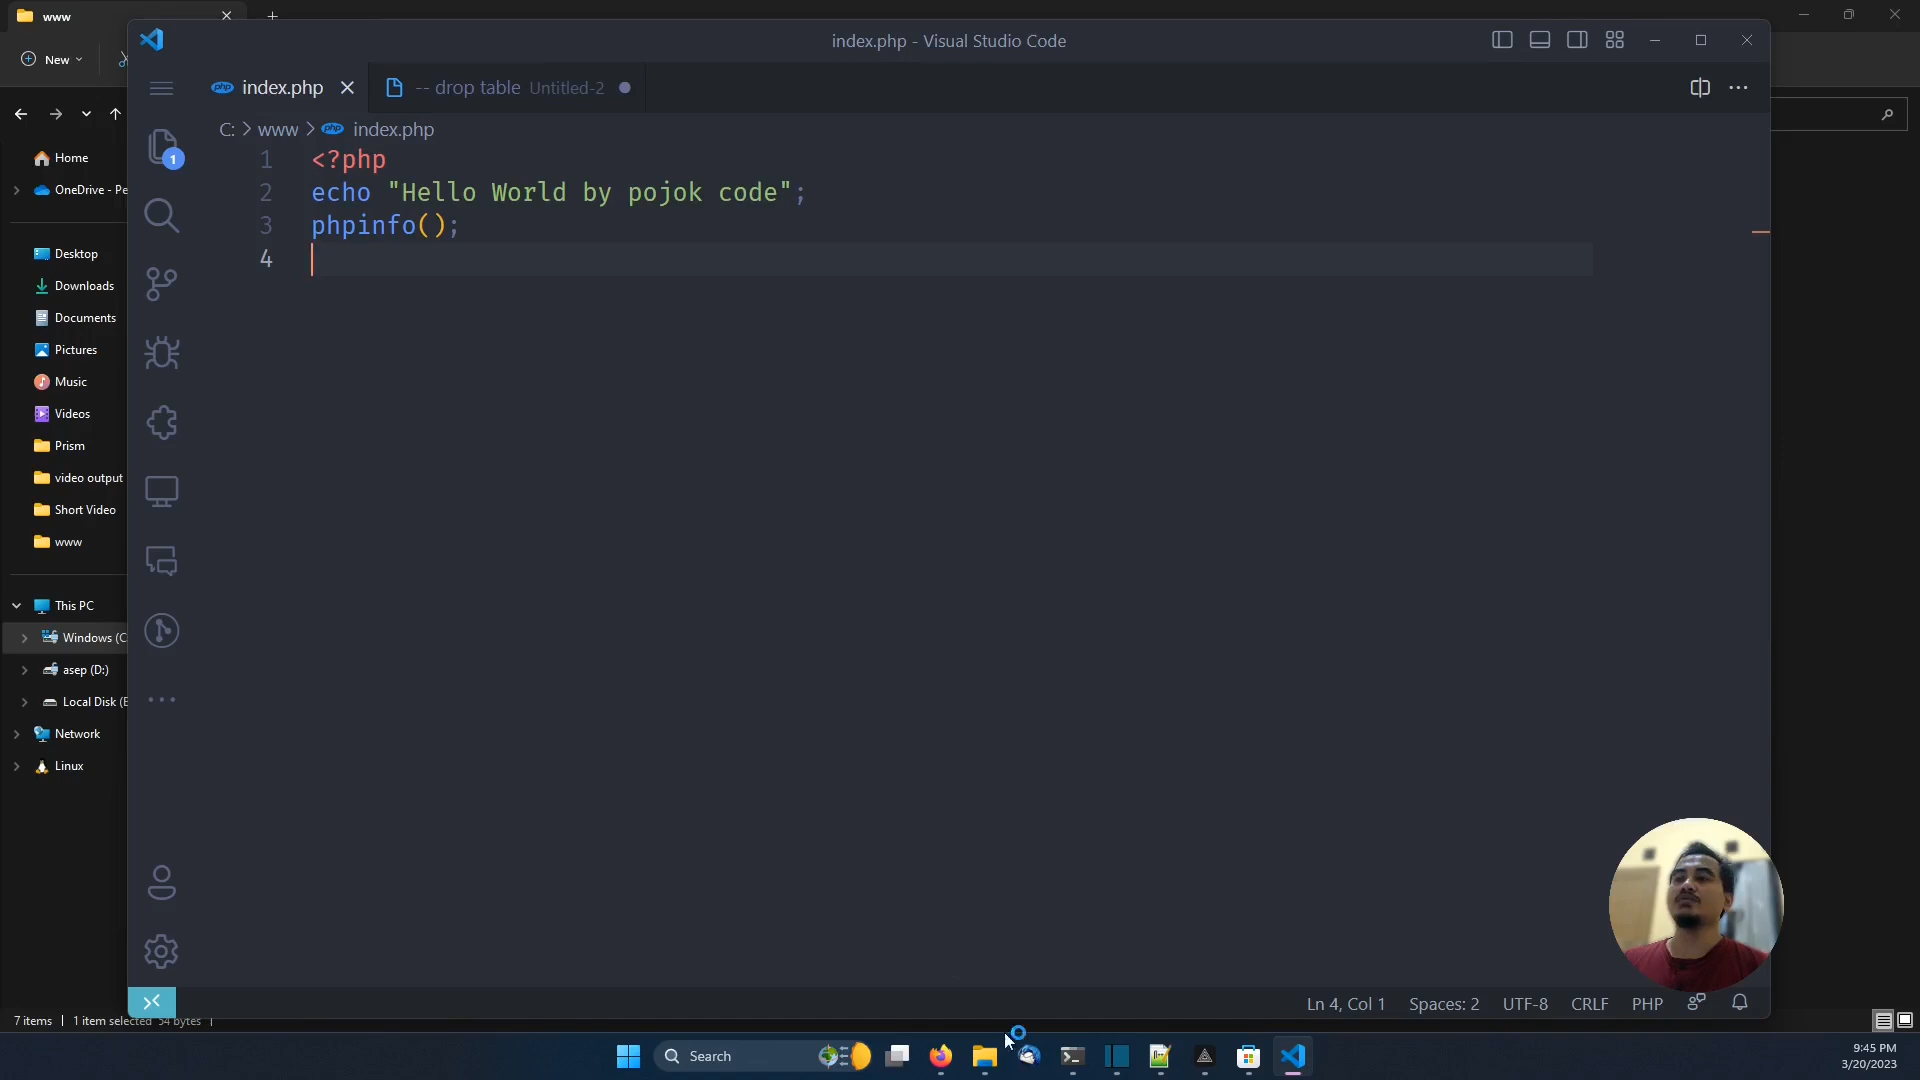 www
New
index.php - Visual Studio Code
index.php
-- drop table Untitled-2
C: > www > index.php
1 <?php
2 echo "Hello World by pojok code";
3 phpinfo();
4
1
Home
OneDrive - Pe
Desktop
Downloads
Documents
Pictures
Music
Videos
Prism
video output
Short Video
www
This PC
Windows (C
asep (D:)
Local Disk (E
Network
Linux
Ln 4, Col 1 Spaces: 2 UTF-8 CRLF PHP
7 items 1 item selected 54 bytes
Search
9:45 PM
3/20/2023